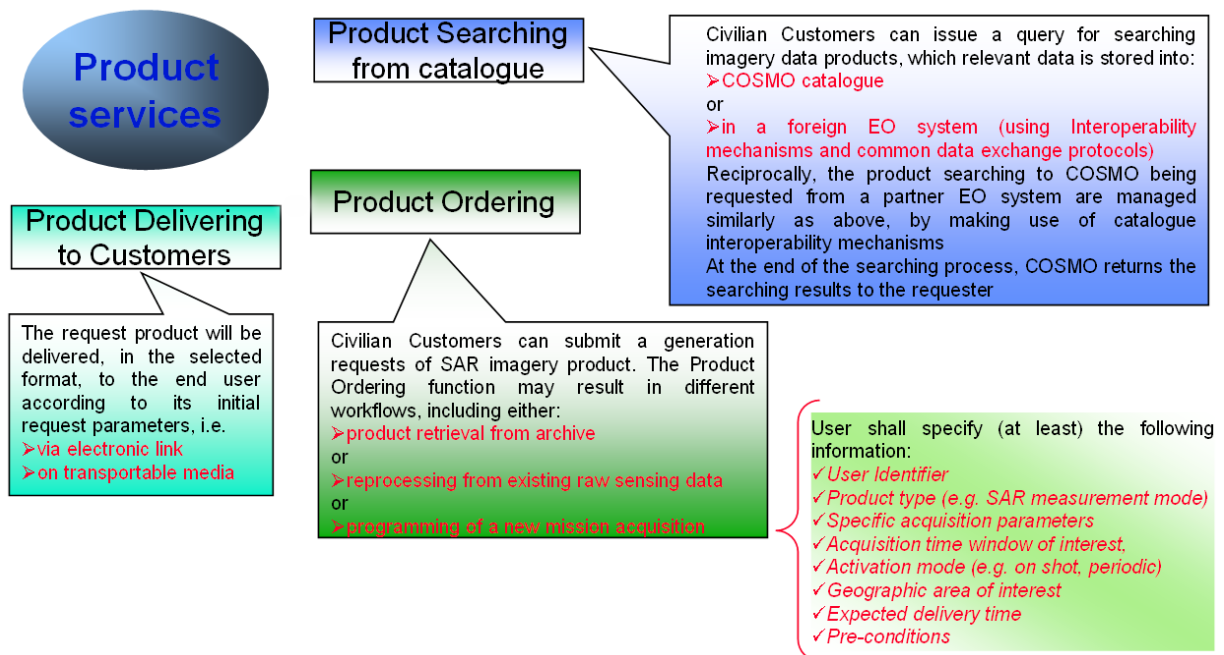 Product
services
Product Searching
from catalogue
Civilian Customers can issue a query for searching
imagery data products, which relevant data is stored into:
➢COSMO catalogue
or
➢in a foreign EO system (using Interoperability
mechanisms and common data exchange protocols)
Reciprocally, the product searching to COSMO being
requested from a partner EO system are managed
similarly as above, by making use of catalogue
interoperability mechanisms
At the end of the searching process, COSMO returns the
searching results to the requester
Product Ordering
Civilian Customers can submit a generation
requests of SAR imagery product. The Product
Ordering function may result in different
workflows, including either:
➢product retrieval from archive
or
➢reprocessing from existing raw sensing data
or
➢programming of a new mission acquisition
Product Delivering
to Customers
The request product will be
delivered, in the selected
format, to the end user
according to its initial
request parameters, i.e.
➢via electronic link
➢on transportable media
User shall specify (at least) the following
information:
✓User Identifier
✓Product type (e.g. SAR measurement mode)
✓Specific acquisition parameters
✓Acquisition time window of interest,
✓Activation mode (e.g. on shot, periodic)
✓Geographic area of interest
✓Expected delivery time
✓Pre-conditions